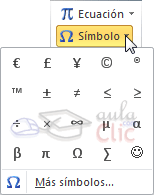 π Ecuación
Ω Símbolo
€ £ ¥ © ®
™ ± ≠ ≤ ≥
÷ × ∞ µ α
β π Ω ∑ ☺
Ω Más símbolos...
aula
Clic